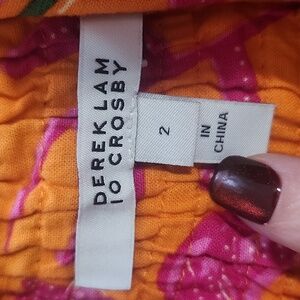 DEREK LAM
10 CROSBY
2
IN
CHINA